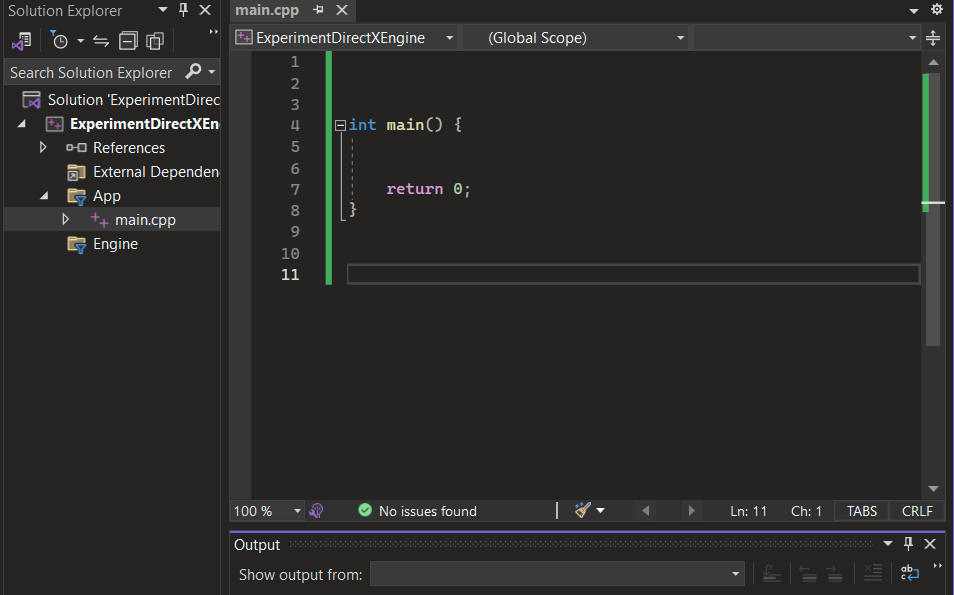 Solution Explorer
Search Solution Explorer
Solution 'ExperimentDirec
ExperimentDirectXEn
References
External Dependen
App
main.cpp
Engine
main.cpp
ExperimentDirectXEngine (Global Scope)
1
2
3
4 int main() {
5
6
7 return 0;
8 }
9
10
11
100 % No issues found Ln: 11 Ch: 1 TABS CRLF
Output
Show output from: